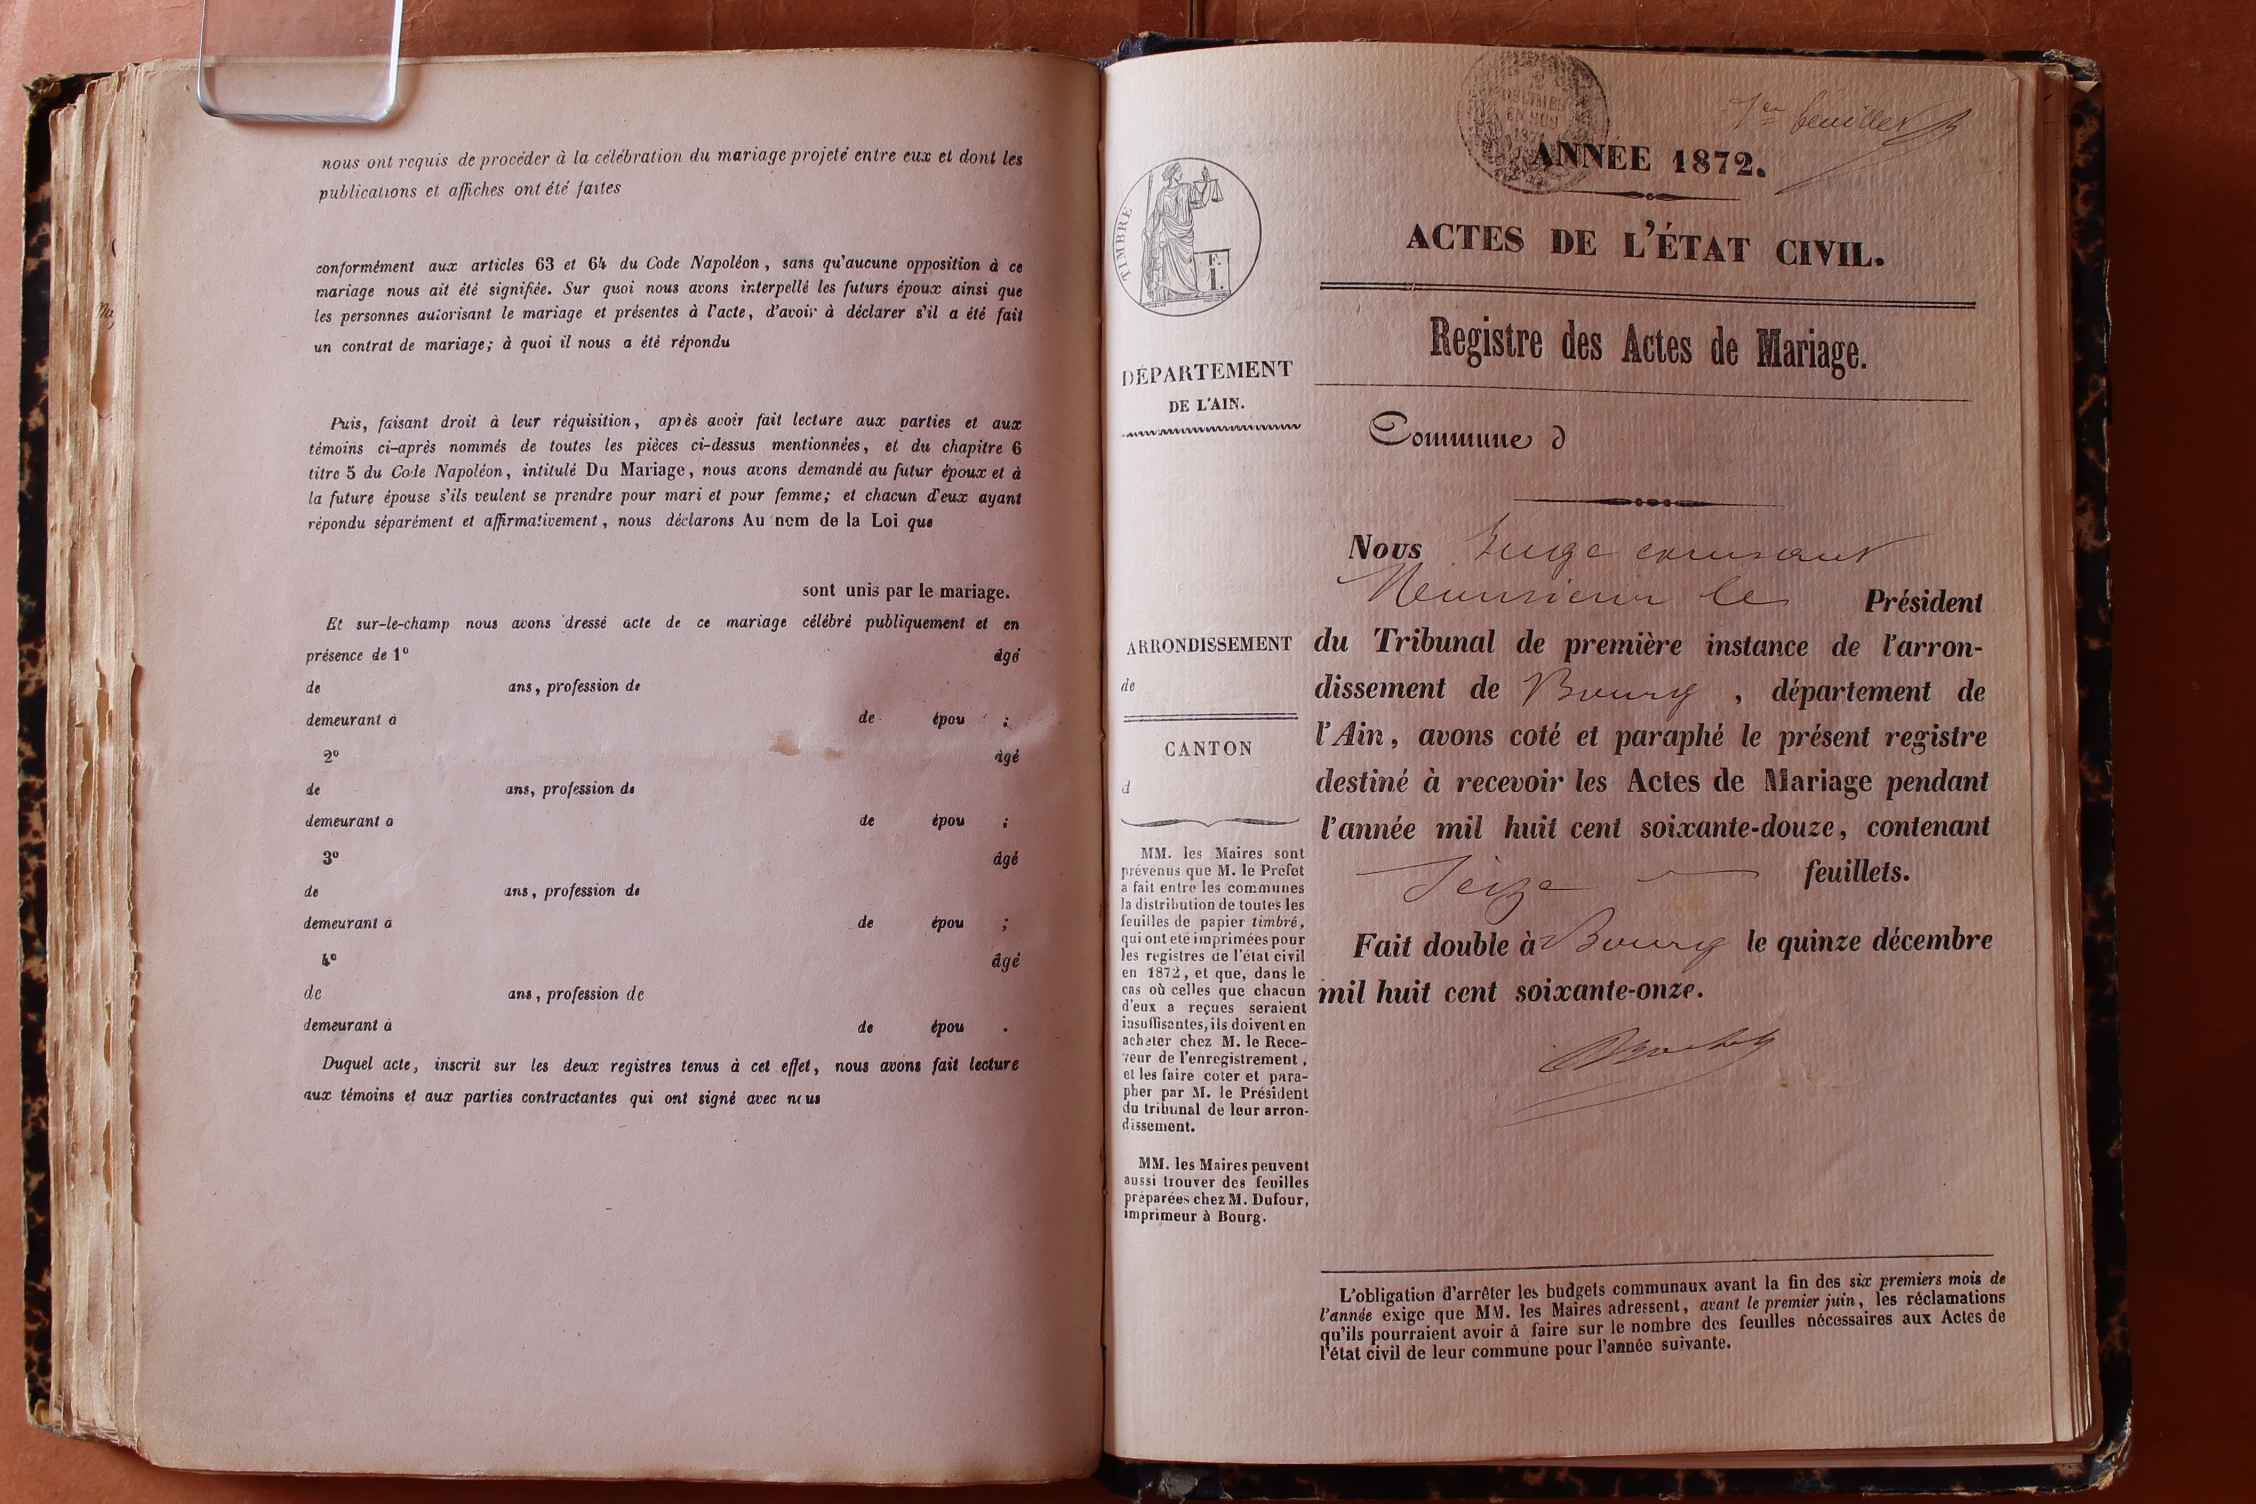 nous ont requis de procéder à la célébration du mariage projeté entre eux et dont les
publications et affiches ont été faites
conformément aux articles 63 et 64 du Code Napoléon, sans qu'aucune opposition à ce
mariage nous ait été signifiée. Sur quoi nous avons interpellé les futurs époux ainsi que
les personnes autorisant le mariage et présentes à l'acte, d'avoir à déclarer s'il a été fait
un contrat de mariage; à quoi il nous a été répondu
Puis, faisant droit à leur réquisition, après avoir fait lecture aux parties et aux
témoins ci-après nommés de toutes les pièces ci-dessus mentionnées, et du chapitre 6
titre 5 du Code Napoléon, intitulé Du Mariage, nous avons demandé au futur époux et à
la future épouse s'ils veulent se prendre pour mari et pour femme; et chacun d'eux ayant
répondu séparément et affirmativement, nous déclarons Au nom de la Loi que
sont unis par le mariage.
Et sur-le-champ nous avons dressé acte de ce mariage célébré publiquement et en
présence de 1º âgé
de ans, profession de
demeurant à de épou ;
2º âgé
de ans, profession de
demeurant à de épou ;
3º âgé
de ans, profession de
demeurant à de épou ;
4º âgé
de ans, profession de
demeurant à de épou .
Duquel acte, inscrit sur les deux registres tenus à cet effet, nous avons fait lecture
aux témoins et aux parties contractantes qui ont signé avec nous
1er feuillet
ANNÉE 1872.
ACTES DE L'ÉTAT CIVIL.
Registre des Actes de Mariage.
TIMBRE
F. I.
DÉPARTEMENT
DE L'AIN.
Commune d
ARRONDISSEMENT
de
CANTON
d
MM. les Maires sont
prévenus que M. le Préfet
a fait entre les communes
la distribution de toutes les
feuilles de papier timbré,
qui ont été imprimées pour
les registres de l'état civil
en 1872, et que, dans le
cas où celles que chacun
d'eux a reçues seraient
insuffisantes, ils doivent en
acheter chez M. le Rece-
veur de l'enregistrement,
et les faire coter et para-
pher par M. le Président
du tribunal de leur arron-
dissement.
MM. les Maires peuvent
aussi trouver des feuilles
préparées chez M. Dufour,
imprimeur à Bourg.
Nous Juge commis par
Monsieur le Président
du Tribunal de première instance de l'arron-
dissement de Bourg, département de
l'Ain, avons coté et paraphé le présent registre
destiné à recevoir les Actes de Mariage pendant
l'année mil huit cent soixante-douze, contenant
Seize feuillets.
Fait double à Bourg le quinze décembre
mil huit cent soixante-onze.
L'obligation d'arrêter les budgets communaux avant la fin des six premiers mois de
l'année exige que MM. les Maires adressent, avant le premier juin, les réclamations
qu'ils pourraient avoir à faire sur le nombre des feuilles nécessaires aux Actes de
l'état civil de leur commune pour l'année suivante.